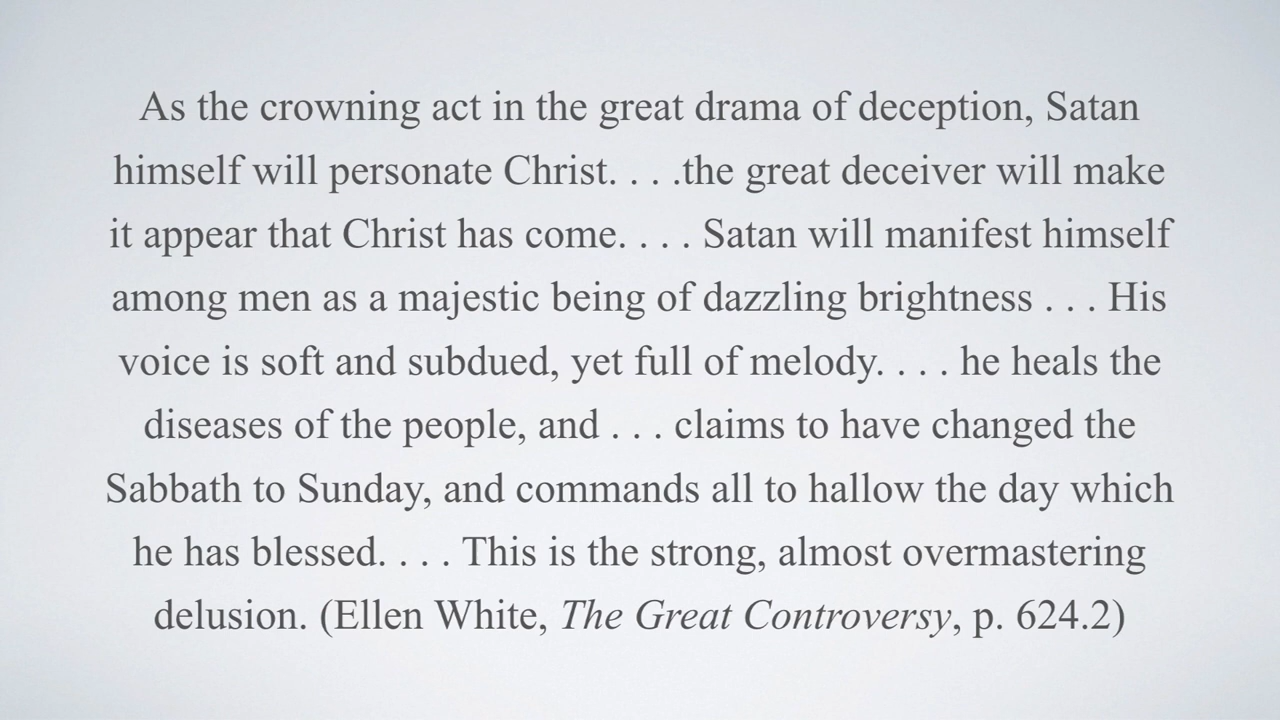 As the crowning act in the great drama of deception, Satan
himself will personate Christ. . . .the great deceiver will make
it appear that Christ has come. . . . Satan will manifest himself
among men as a majestic being of dazzling brightness . . . His
voice is soft and subdued, yet full of melody. . . . he heals the
diseases of the people, and . . . claims to have changed the
Sabbath to Sunday, and commands all to hallow the day which
he has blessed. . . . This is the strong, almost overmastering
delusion. (Ellen White, The Great Controversy, p. 624.2)